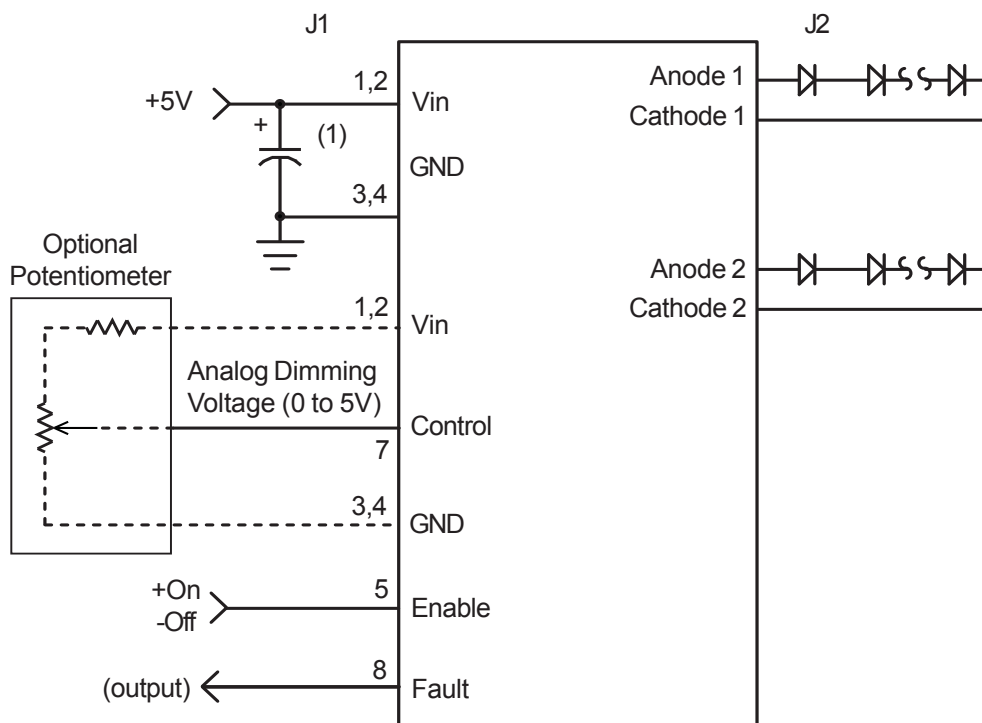 J1
J2
+5V
1,2
Vin
+
(1)
GND
3,4
Anode 1
Cathode 1
Anode 2
Cathode 2
Optional
Potentiometer
1,2
Vin
Analog Dimming
Voltage (0 to 5V)
Control
7
3,4
GND
+On
-Off
5
Enable
(output)
8
Fault